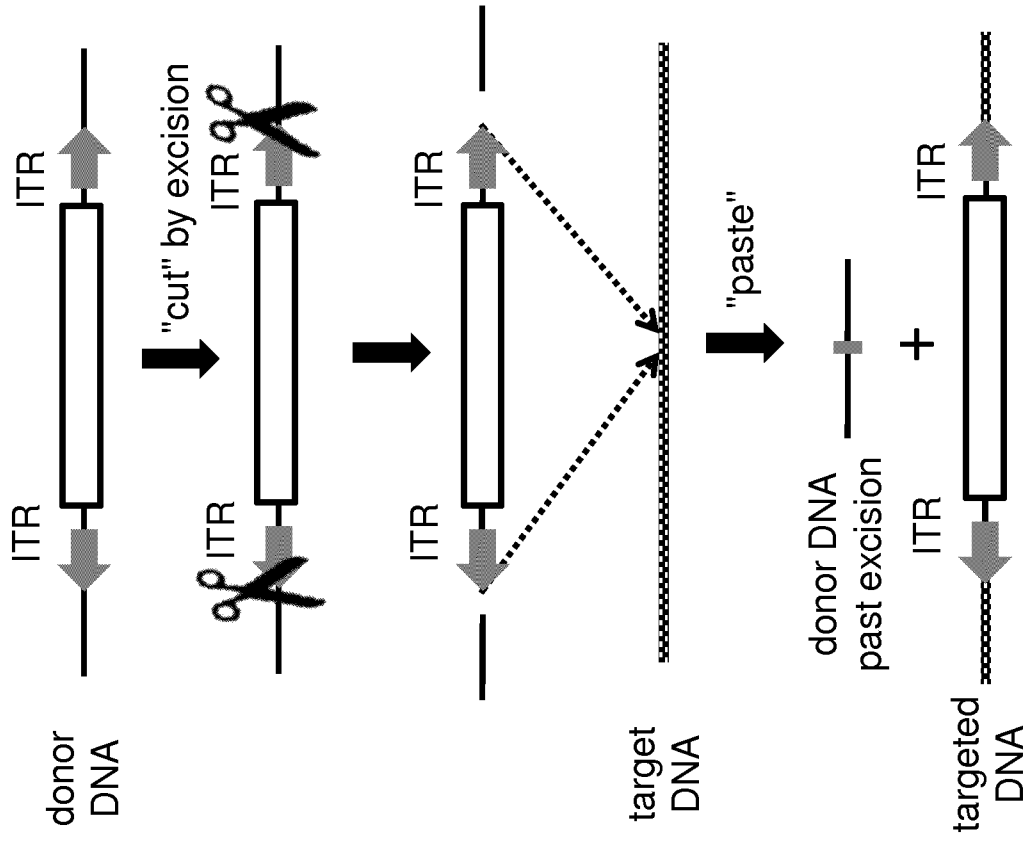 ITR
ITR
donor
DNA
"cut" by excision
ITR
ITR
ITR
ITR
target
DNA
"paste"
donor DNA
past excision
+
ITR
ITR
targeted
DNA